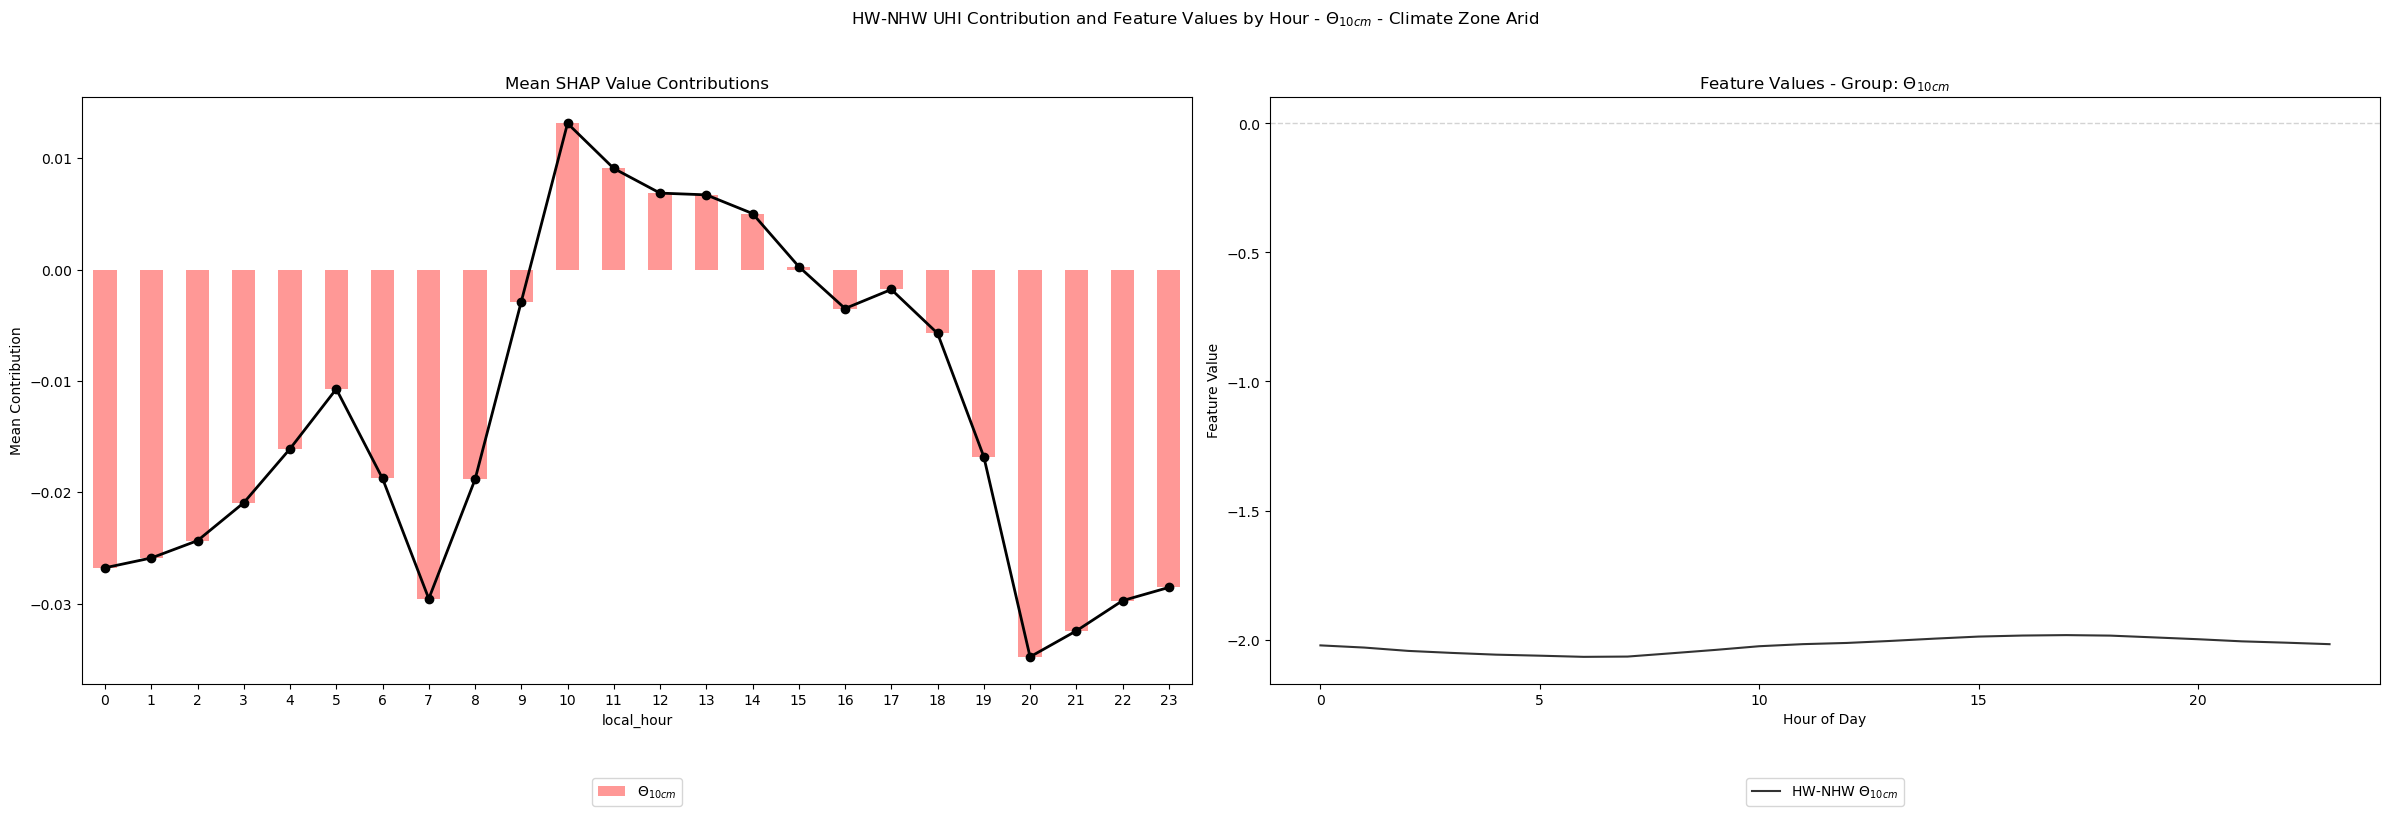 HW-NHW UHI Contribution and Feature Values by Hour - Θ10cm - Climate Zone Arid
Mean SHAP Value Contributions
Mean Contribution
0.01
0.00
−0.01
−0.02
−0.03
0 1 2 3 4 5 6 7 8 9 10 11 12 13 14 15 16 17 18 19 20 21 22 23
local_hour
Θ10cm
Feature Values - Group: Θ10cm
Feature Value
0.0
−0.5
−1.0
−1.5
−2.0
0 5 10 15 20
Hour of Day
HW-NHW Θ10cm